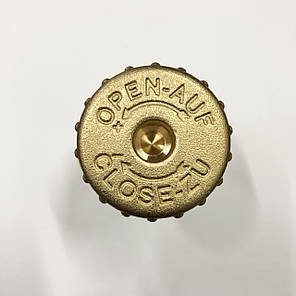 OPEN-AUF
+ -
CLOSE-ZU